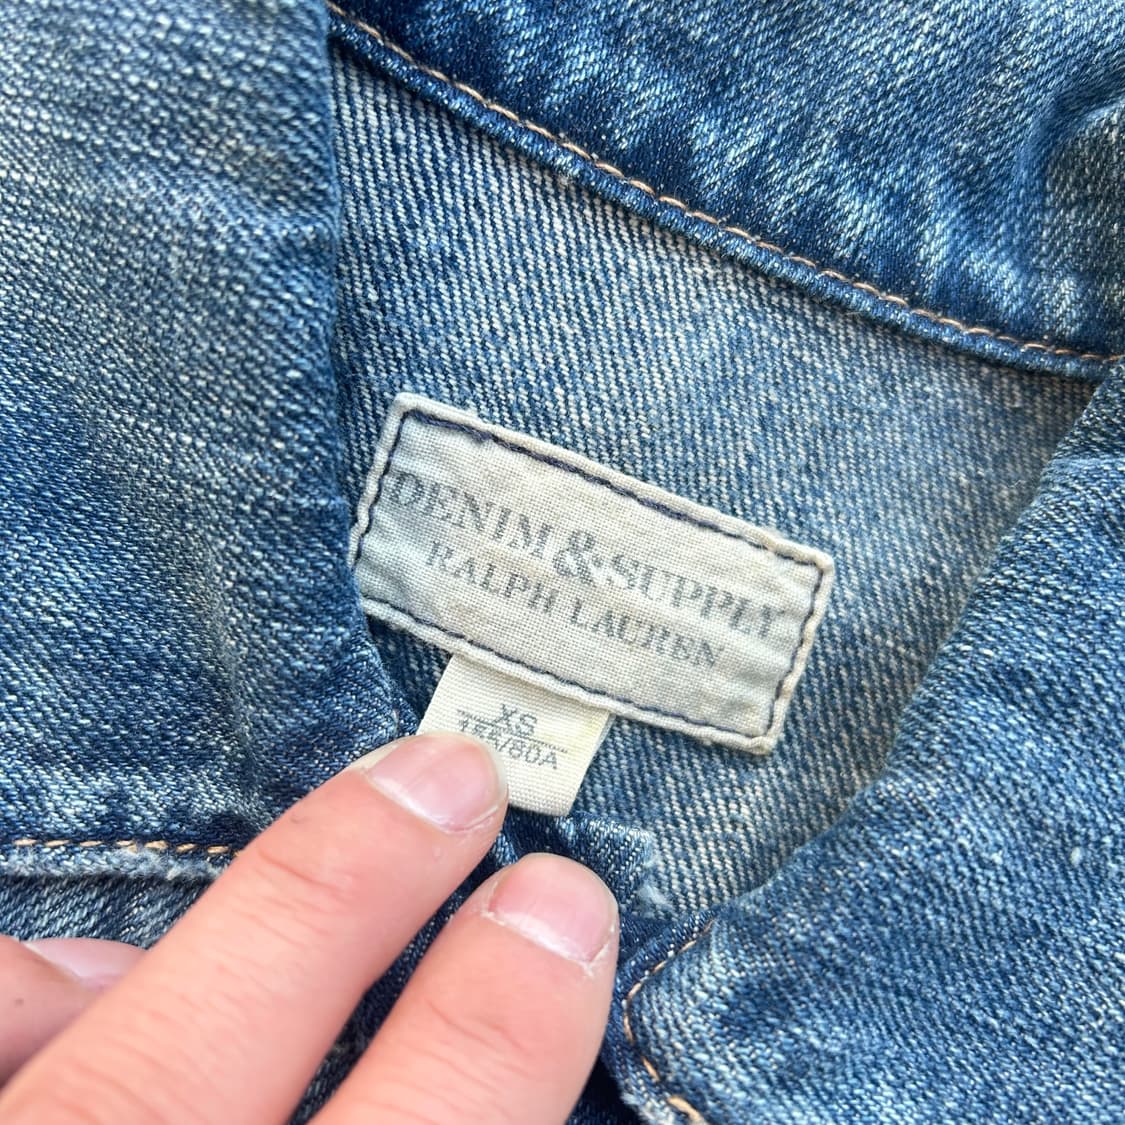 DENIM & SUPPLY
RALPH LAUREN
XS
155/80A